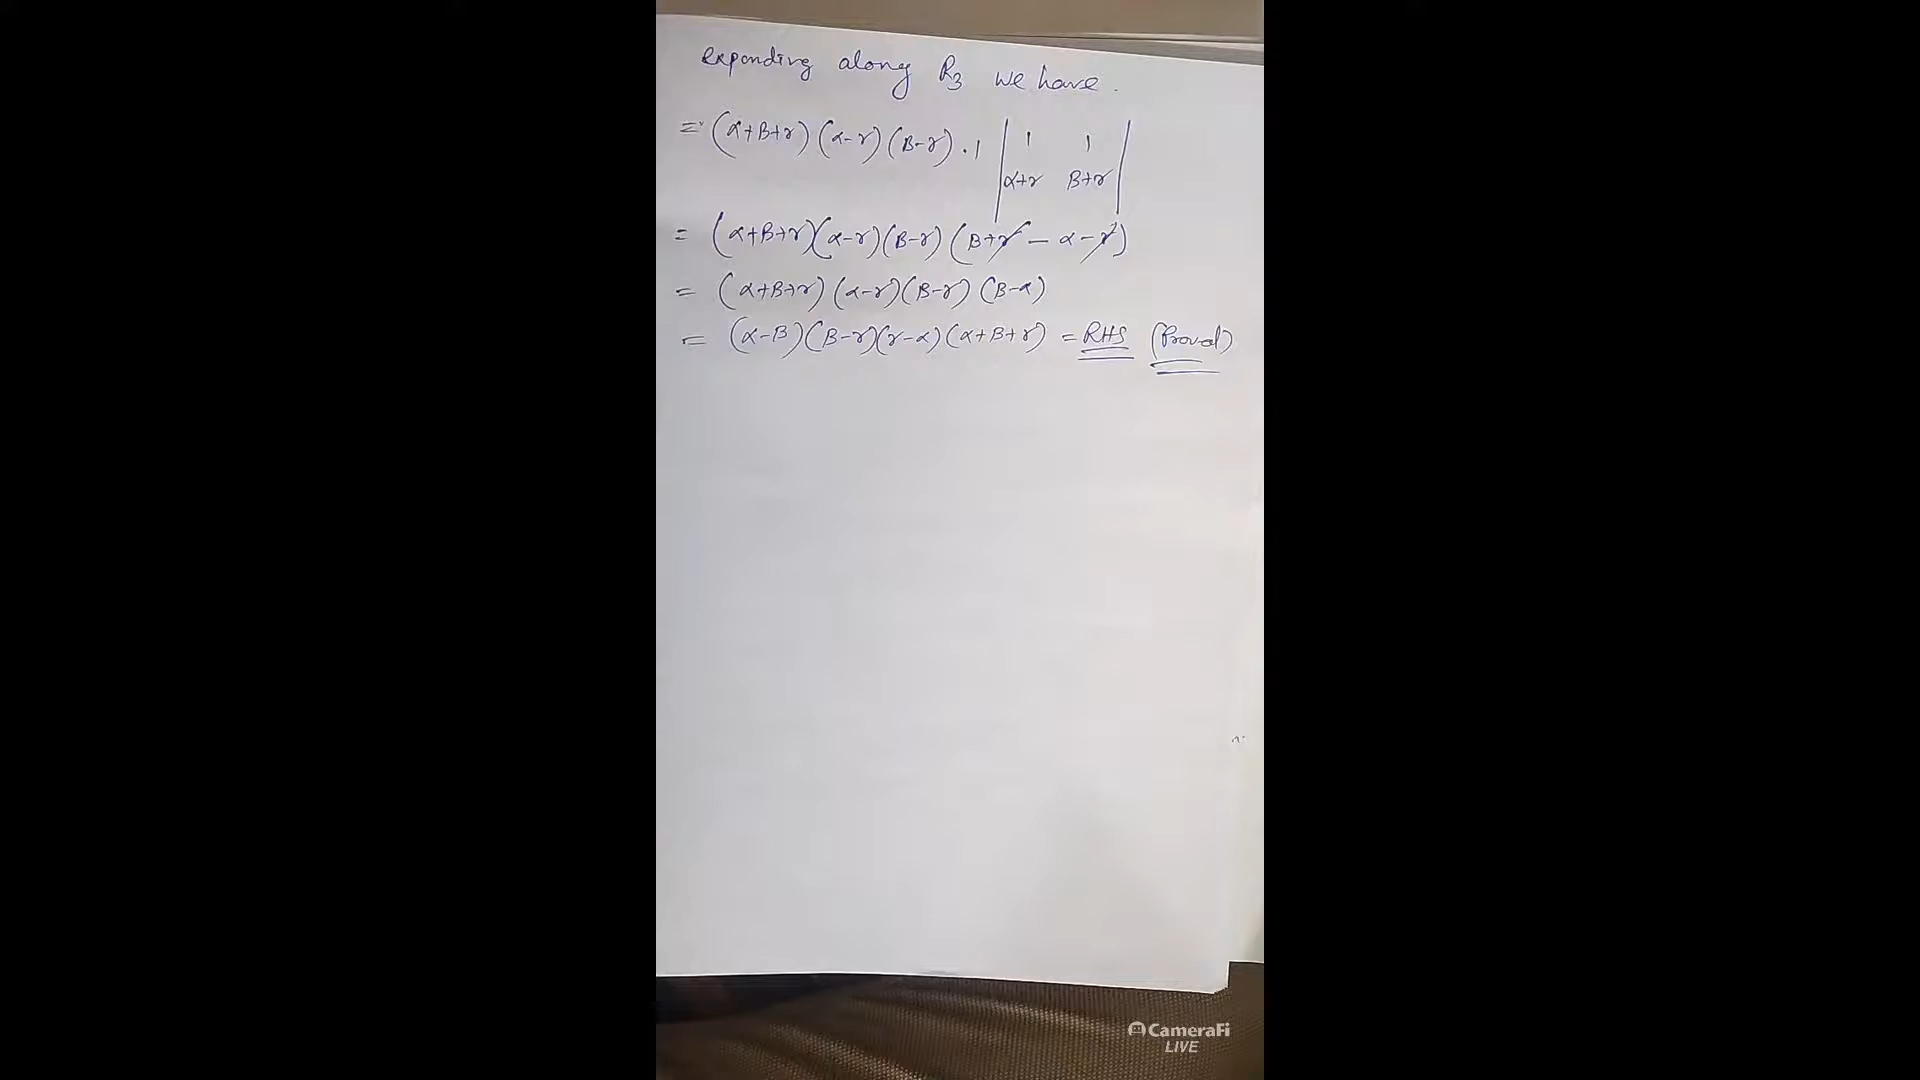 expanding along R3 we have.
= (α+β+γ)(α-γ)(β-γ).1 | 1 1 |
| α+γ β+γ |
= (α+β+γ)(α-γ)(β-γ)(β+γ - α-γ)
= (α+β+γ)(α-γ)(β-γ)(β-α)
= (α-β)(β-γ)(γ-α)(α+β+γ) = RHS (Proved)
CameraFi
LIVE